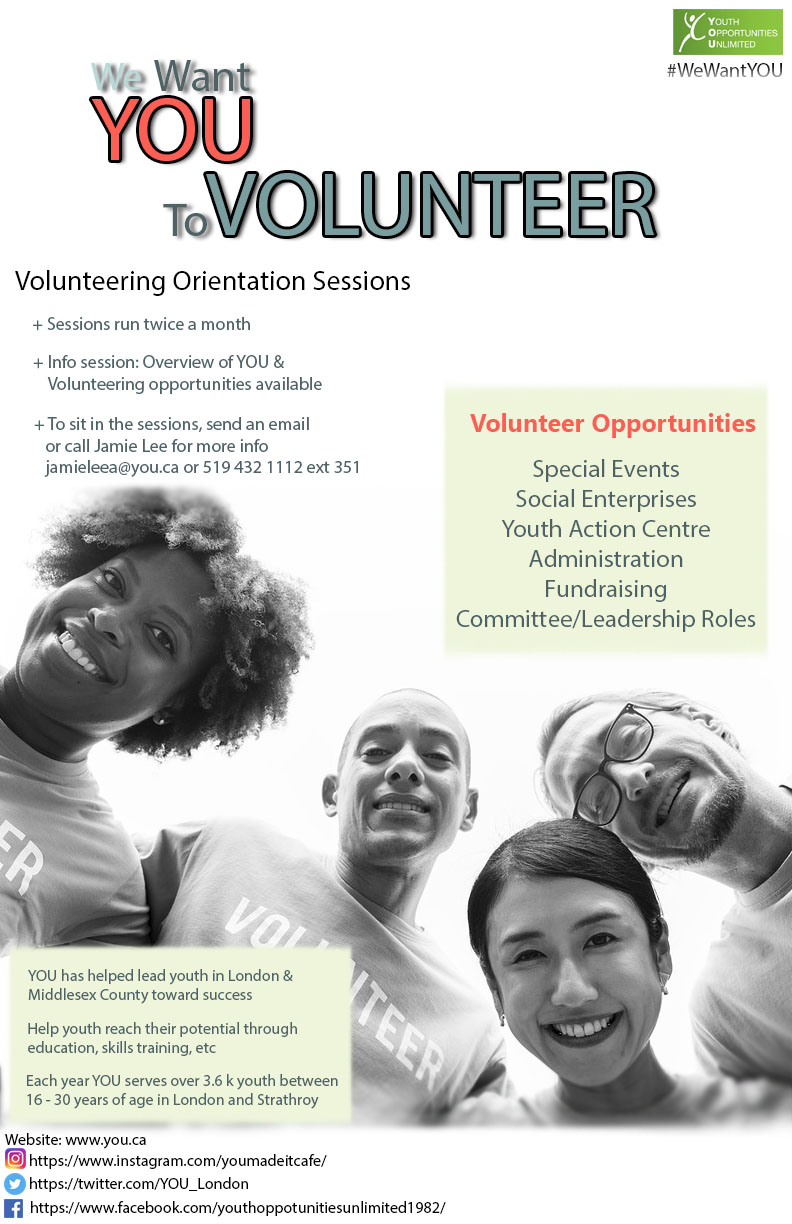 YOUTH
OPPORTUNITIES
UNLIMITED
#WeWantYOU
We Want
YOU
To VOLUNTEER
Volunteering Orientation Sessions
+ Sessions run twice a month
+ Info session: Overview of YOU &
Volunteering opportunities available
+ To sit in the sessions, send an email
or call Jamie Lee for more info
jamieleea@you.ca or 519 432 1112 ext 351
Volunteer Opportunities
Special Events
Social Enterprises
Youth Action Centre
Administration
Fundraising
Committee/Leadership Roles
ER
VOLUNTEER
YOU has helped lead youth in London &
Middlesex County toward success
Help youth reach their potential through
education, skills training, etc
Each year YOU serves over 3.6 k youth between
16 - 30 years of age in London and Strathroy
Website: www.you.ca
https://www.instagram.com/youmadeitcafe/
https://twitter.com/YOU_London
https://www.facebook.com/youthoppotunitiesunlimited1982/